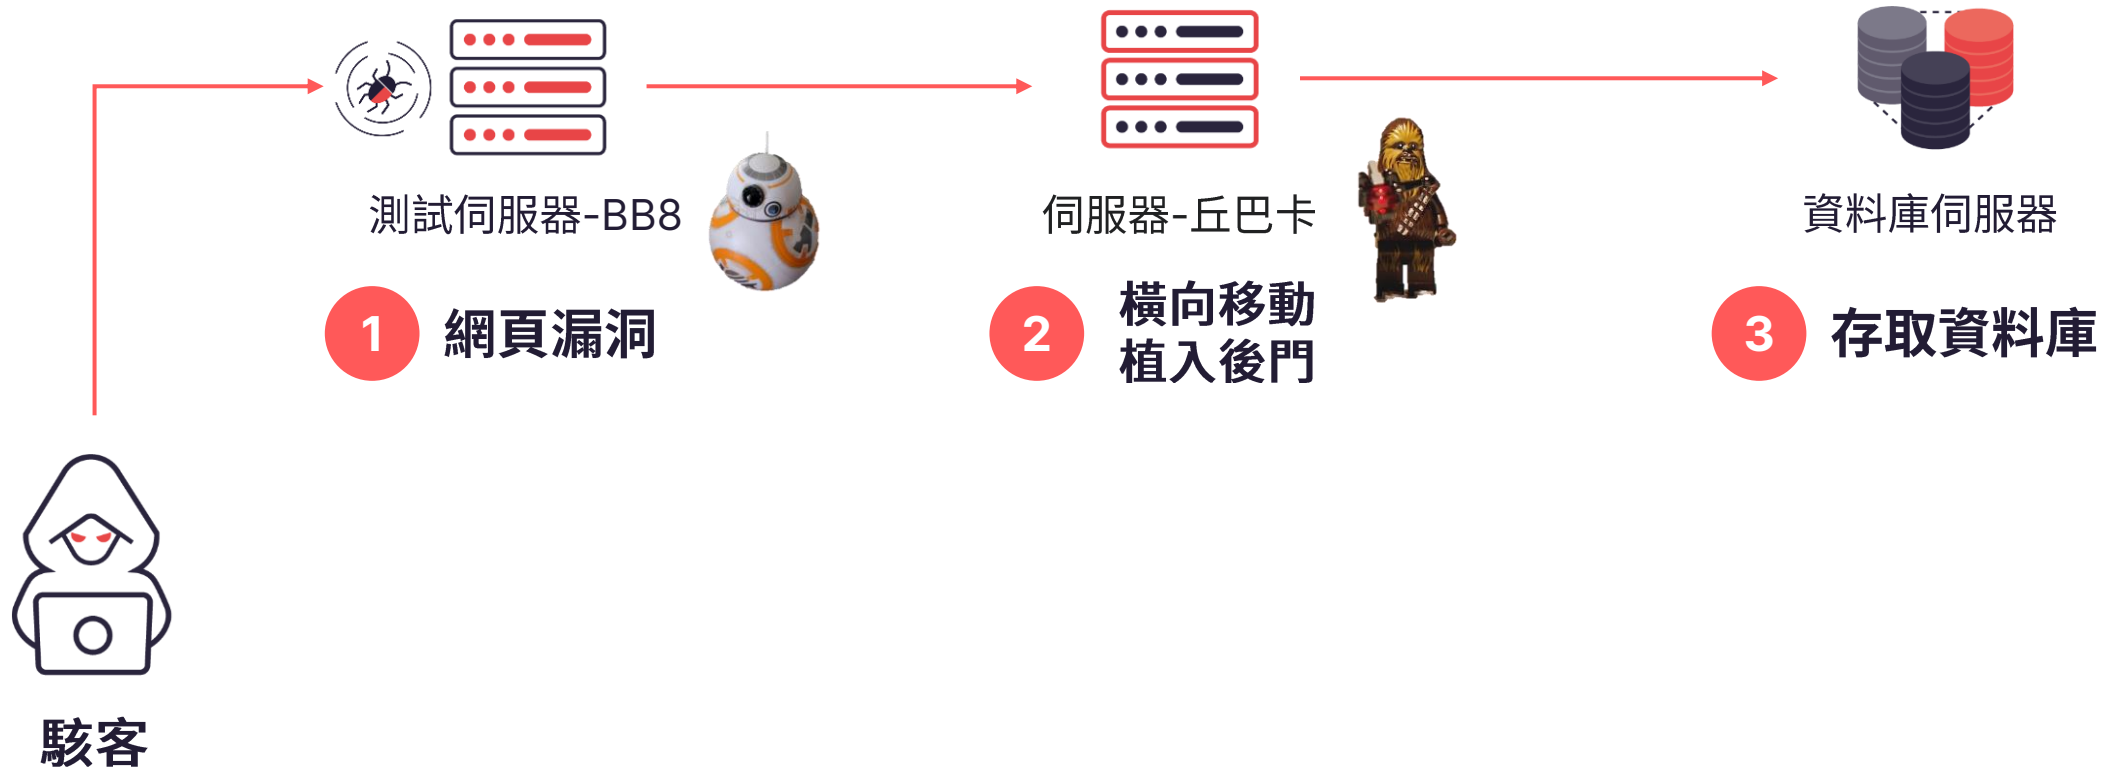 測試伺服器-BB8
伺服器-丘巴卡
資料庫伺服器
1 網頁漏洞
2 橫向移動
植入後門
3 存取資料庫
駭客